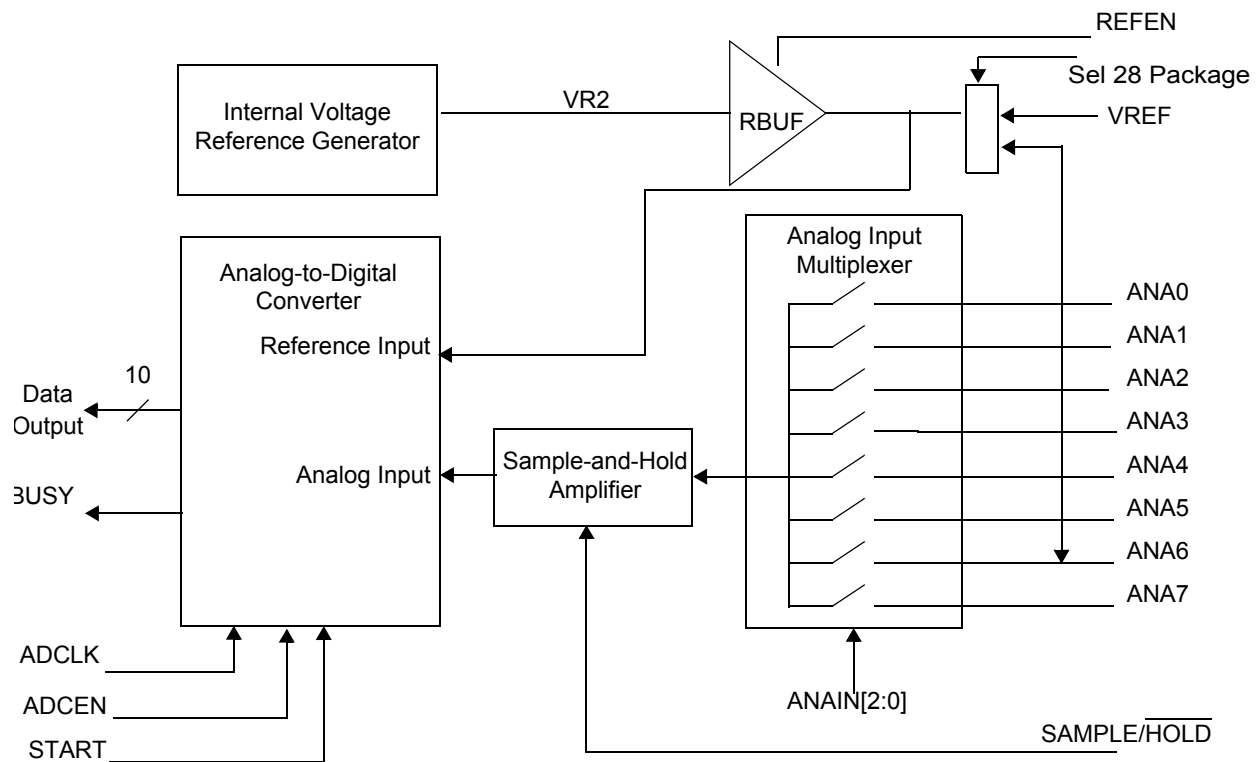 REFEN
Sel 28 Package
Internal Voltage
Reference Generator
VR2
RBUF
VREF
Analog Input
Multiplexer
Analog-to-Digital
Converter
Reference Input
ANA0
ANA1
ANA2
ANA3
ANA4
ANA5
ANA6
ANA7
10
Data
Output
Analog Input
Sample-and-Hold
Amplifier
BUSY
ADCLK
ADCEN
START
ANAIN[2:0]
SAMPLE/HOLD